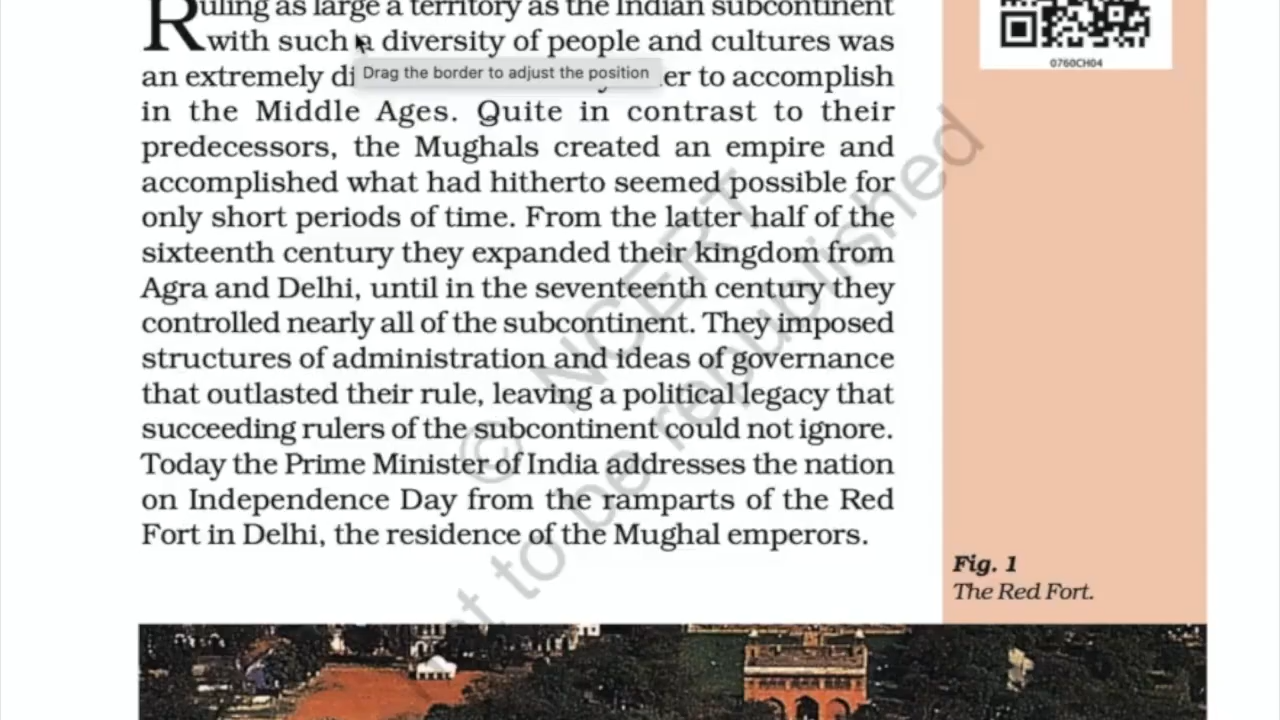 Ruling as large a territory as the Indian subcontinent
with such a diversity of people and cultures was
an extremely di er to accomplish
Drag the border to adjust the position
in the Middle Ages. Quite in contrast to their
predecessors, the Mughals created an empire and
accomplished what had hitherto seemed possible for
only short periods of time. From the latter half of the
sixteenth century they expanded their kingdom from
Agra and Delhi, until in the seventeenth century they
controlled nearly all of the subcontinent. They imposed
structures of administration and ideas of governance
that outlasted their rule, leaving a political legacy that
succeeding rulers of the subcontinent could not ignore.
Today the Prime Minister of India addresses the nation
on Independence Day from the ramparts of the Red
Fort in Delhi, the residence of the Mughal emperors.
0760CH04
Fig. 1
The Red Fort.
© NCERT
not to be republished